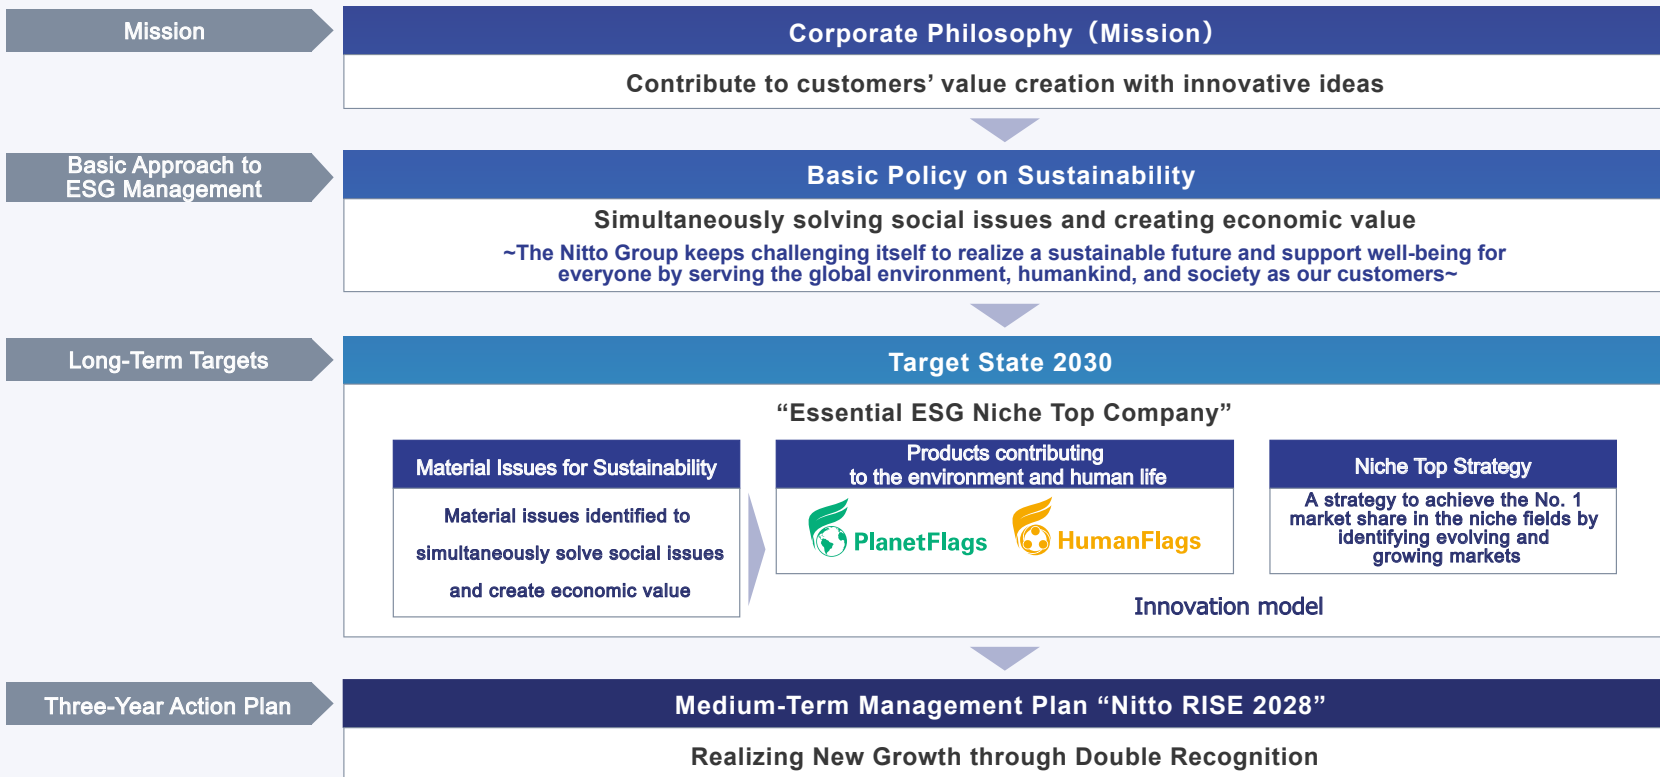 Mission
Corporate Philosophy（Mission）
Contribute to customers’ value creation with innovative ideas
Basic Approach to
ESG Management
Basic Policy on Sustainability
Simultaneously solving social issues and creating economic value
~The Nitto Group keeps challenging itself to realize a sustainable future and support well-being for
everyone by serving the global environment, humankind, and society as our customers~
Long-Term Targets
Target State 2030
“Essential ESG Niche Top Company”
Material Issues for Sustainability
Material issues identified to
simultaneously solve social issues
and create economic value
Products contributing
to the environment and human life
PlanetFlags
HumanFlags
Niche Top Strategy
A strategy to achieve the No. 1
market share in the niche fields by
identifying evolving and
growing markets
Innovation model
Three-Year Action Plan
Medium-Term Management Plan “Nitto RISE 2028”
Realizing New Growth through Double Recognition